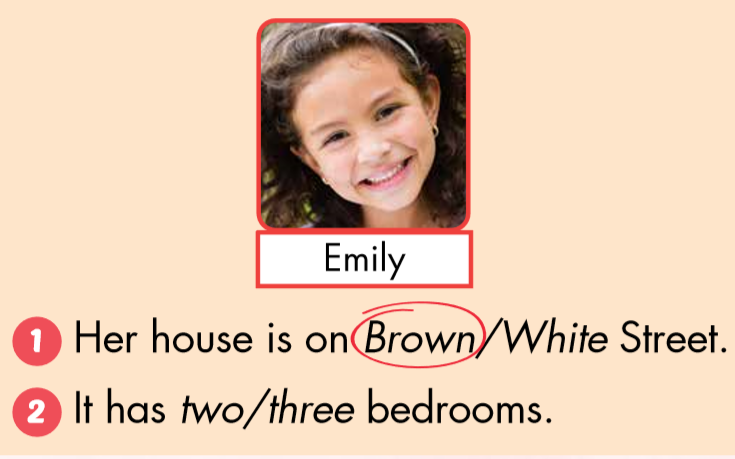 Emily
1 Her house is on Brown/White Street.
2 It has two/three bedrooms.